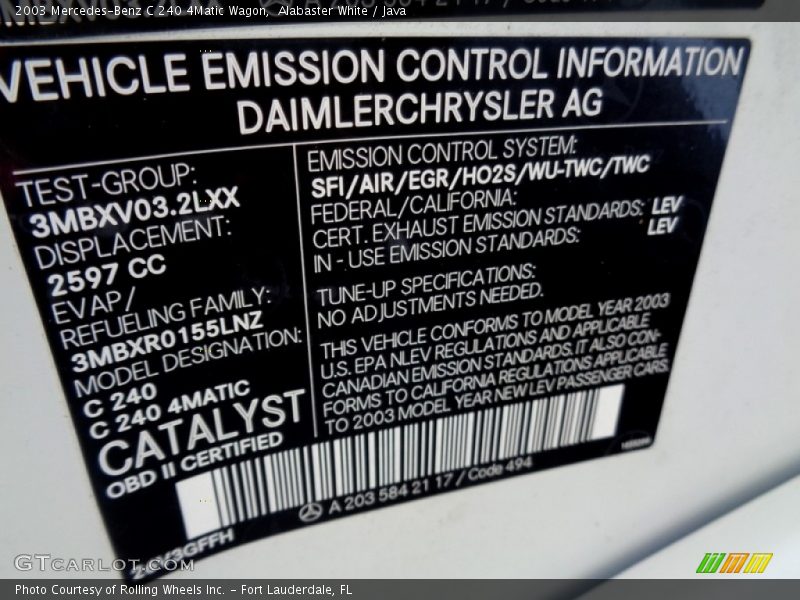 2003 Mercedes-Benz C 240 4Matic Wagon, Alabaster White / Java
VEHICLE EMISSION CONTROL INFORMATION
DAIMLERCHRYSLER AG
TEST-GROUP:
3MBXV03.2LXX
DISPLACEMENT:
2597 CC
EVAP/
REFUELING FAMILY:
3MBXR0155LNZ
MODEL DESIGNATION:
C 240
C 240 4MATIC
CATALYST
OBD II CERTIFIED
EMISSION CONTROL SYSTEM:
SFI/AIR/EGR/HO2S/WU-TWC/TWC
FEDERAL/CALIFORNIA:
CERT. EXHAUST EMISSION STANDARDS: LEV
IN-USE EMISSION STANDARDS: LEV
TUNE-UP SPECIFICATIONS:
NO ADJUSTMENTS NEEDED.
THIS VEHICLE CONFORMS TO MODEL YEAR 2003
U.S. EPA NLEV REGULATIONS AND APPLICABLE
CANADIAN EMISSION STANDARDS. IT ALSO CON-
FORMS TO CALIFORNIA REGULATIONS APPLICABLE
TO 2003 MODEL YEAR NEW LEV PASSENGER CARS.
A 203 584 21 17 / Code 494
GTCarLot.com
Photo Courtesy of Rolling Wheels Inc. - Fort Lauderdale, FL